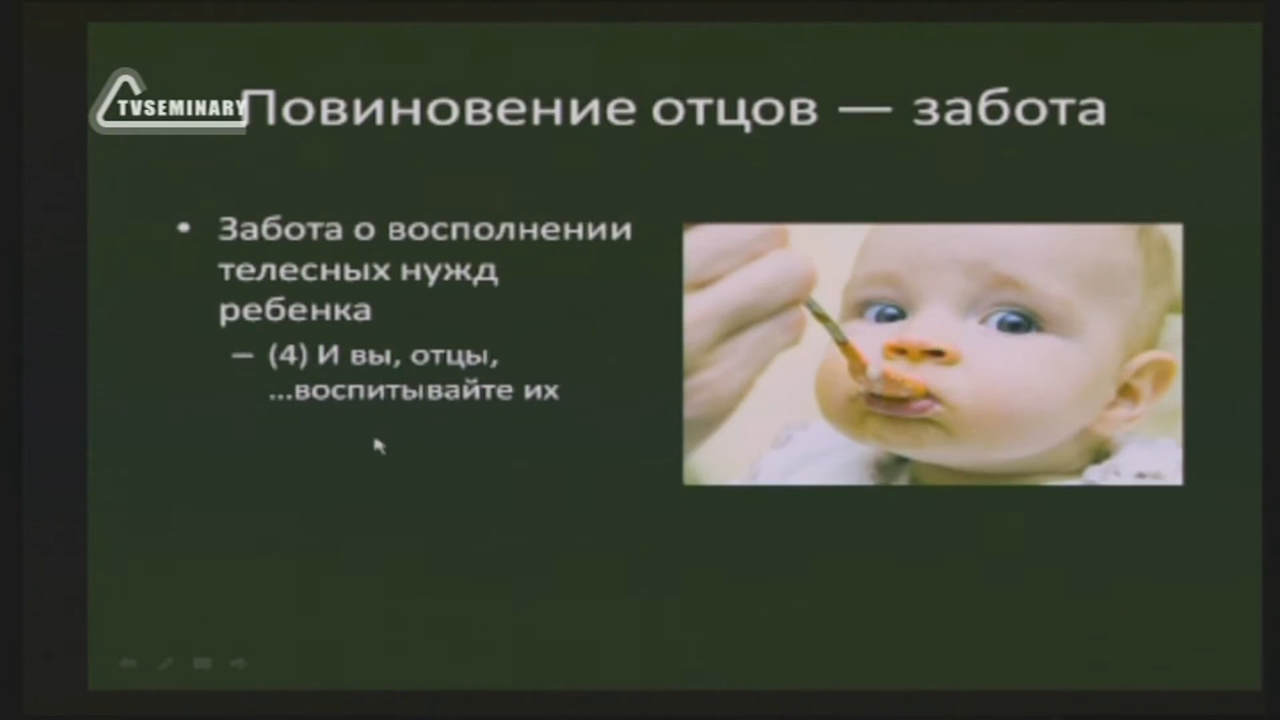 TVSEMINARY
Повиновение отцов — забота
• Забота о восполнении
телесных нужд
ребенка
– (4) И вы, отцы,
...воспитывайте их